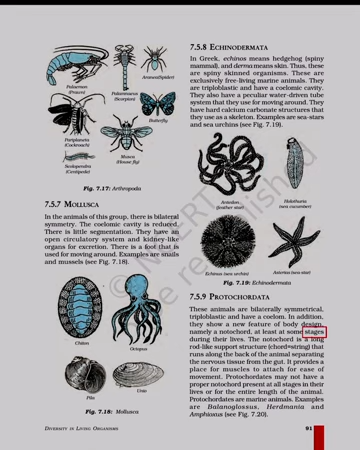 Palaemon
(Prawn)
Palamnaeus
(Scorpion)
Aranea(Spider)
Butterfly
Periplaneta
(Cockroach)
Musca
(House fly)
Scolopendra
(Centipede)
Fig. 7.17: Arthropoda
7.5.7 MOLLUSCA
In the animals of this group, there is bilateral
symmetry. The coelomic cavity is reduced.
There is little segmentation. They have an
open circulatory system and kidney-like
organs for excretion. There is a foot that is
used for moving around. Examples are snails
and mussels (see Fig. 7.18).
Chiton
Octopus
Pila
Unio
Fig. 7.18: Mollusca
7.5.8 ECHINODERMATA
In Greek, echinos means hedgehog (spiny
mammal), and derma means skin. Thus, these
are spiny skinned organisms. These are
exclusively free-living marine animals. They
are triploblastic and have a coelomic cavity.
They also have a peculiar water-driven tube
system that they use for moving around. They
have hard calcium carbonate structures that
they use as a skeleton. Examples are sea-stars
and sea urchins (see Fig. 7.19).
Antedon
(feather star)
Holothuria
(sea cucumber)
Echinus (sea urchin)
Asterias (sea star)
Fig. 7.19: Echinodermata
7.5.9 PROTOCHORDATA
These animals are bilaterally symmetrical,
triploblastic and have a coelom. In addition,
they show a new feature of body design,
namely a notochord, at least at some stages
during their lives. The notochord is a long
rod-like support structure (chord=string) that
runs along the back of the animal separating
the nervous tissue from the gut. It provides a
place for muscles to attach for ease of
movement. Protochordates may not have a
proper notochord present at all stages in their
lives or for the entire length of the animal.
Protochordates are marine animals. Examples
are Balanoglossus, Herdmania and
Amphioxus (see Fig. 7.20).
DIVERSITY IN LIVING ORGANISMS
91